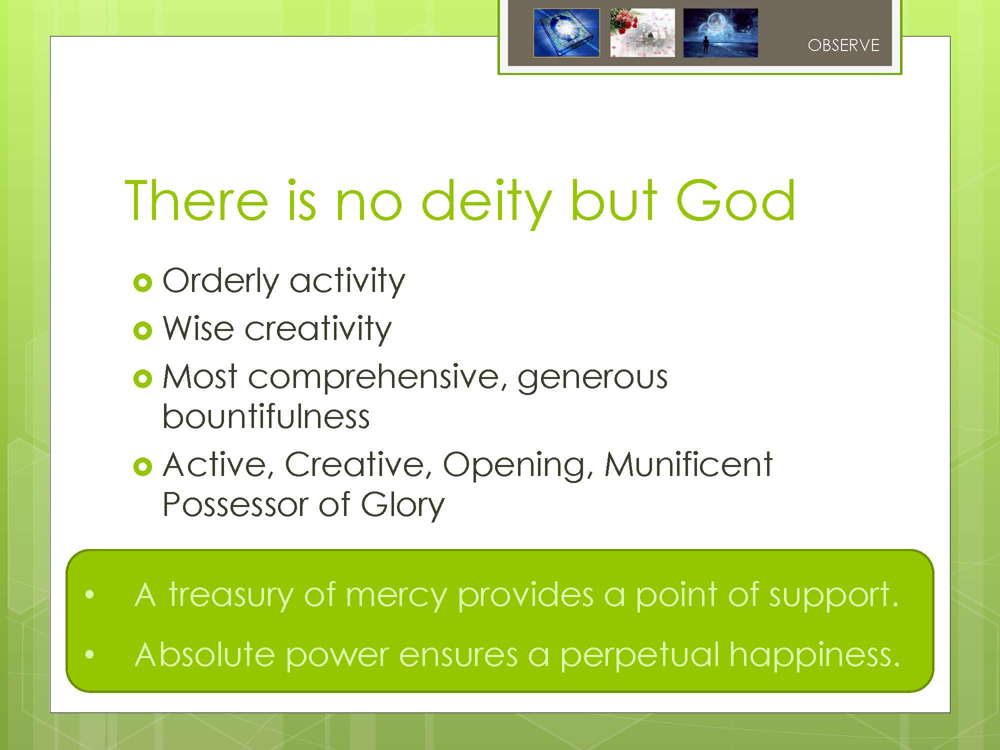 OBSERVE
There is no deity but God
Orderly activity
Wise creativity
Most comprehensive, generous
bountifulness
Active, Creative, Opening, Munificent
Possessor of Glory
• A treasury of mercy provides a point of support.
• Absolute power ensures a perpetual happiness.